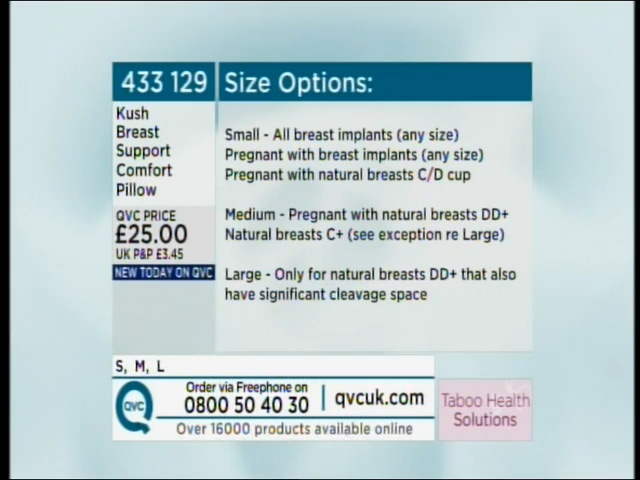 433 129
Size Options:
Kush
Breast
Support
Comfort
Pillow
QVC PRICE
£25.00
UK P&P £3.45
NEW TODAY ON QVC
Small - All breast implants (any size)
Pregnant with breast implants (any size)
Pregnant with natural breasts C/D cup
Medium - Pregnant with natural breasts DD+
Natural breasts C+ (see exception re Large)
Large - Only for natural breasts DD+ that also
have significant cleavage space
S, M, L
QVC
Order via Freephone on
0800 50 40 30
qvcuk.com
Over 16000 products available online
Taboo Health
Solutions